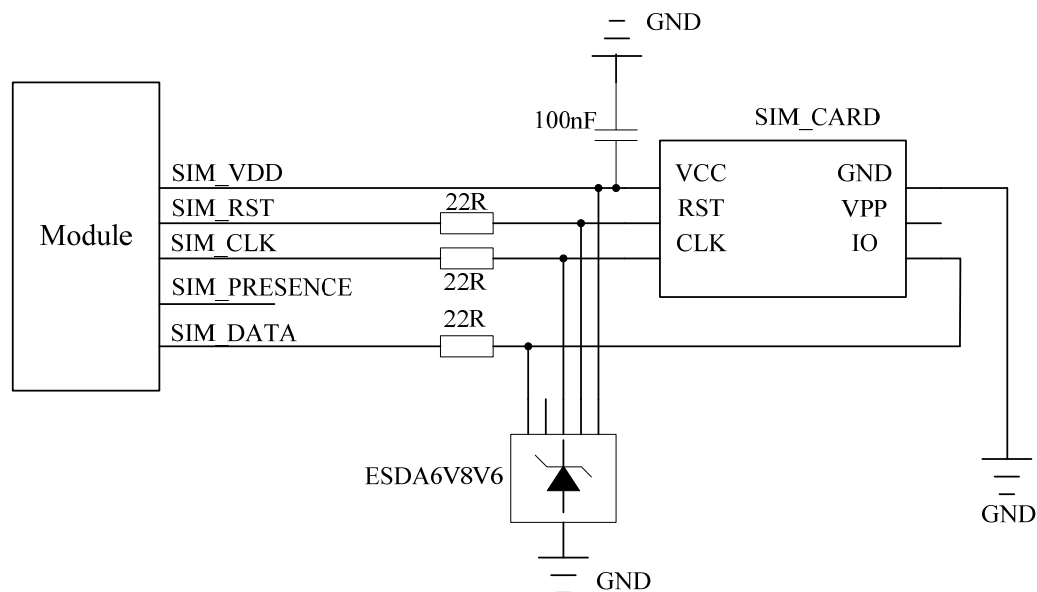 GND
100nF
SIM_CARD
SIM_VDD
VCC
GND
SIM_RST
22R
RST
VPP
Module
SIM_CLK
CLK
IO
22R
SIM_PRESENCE
22R
SIM_DATA
ESDA6V8V6
GND
GND